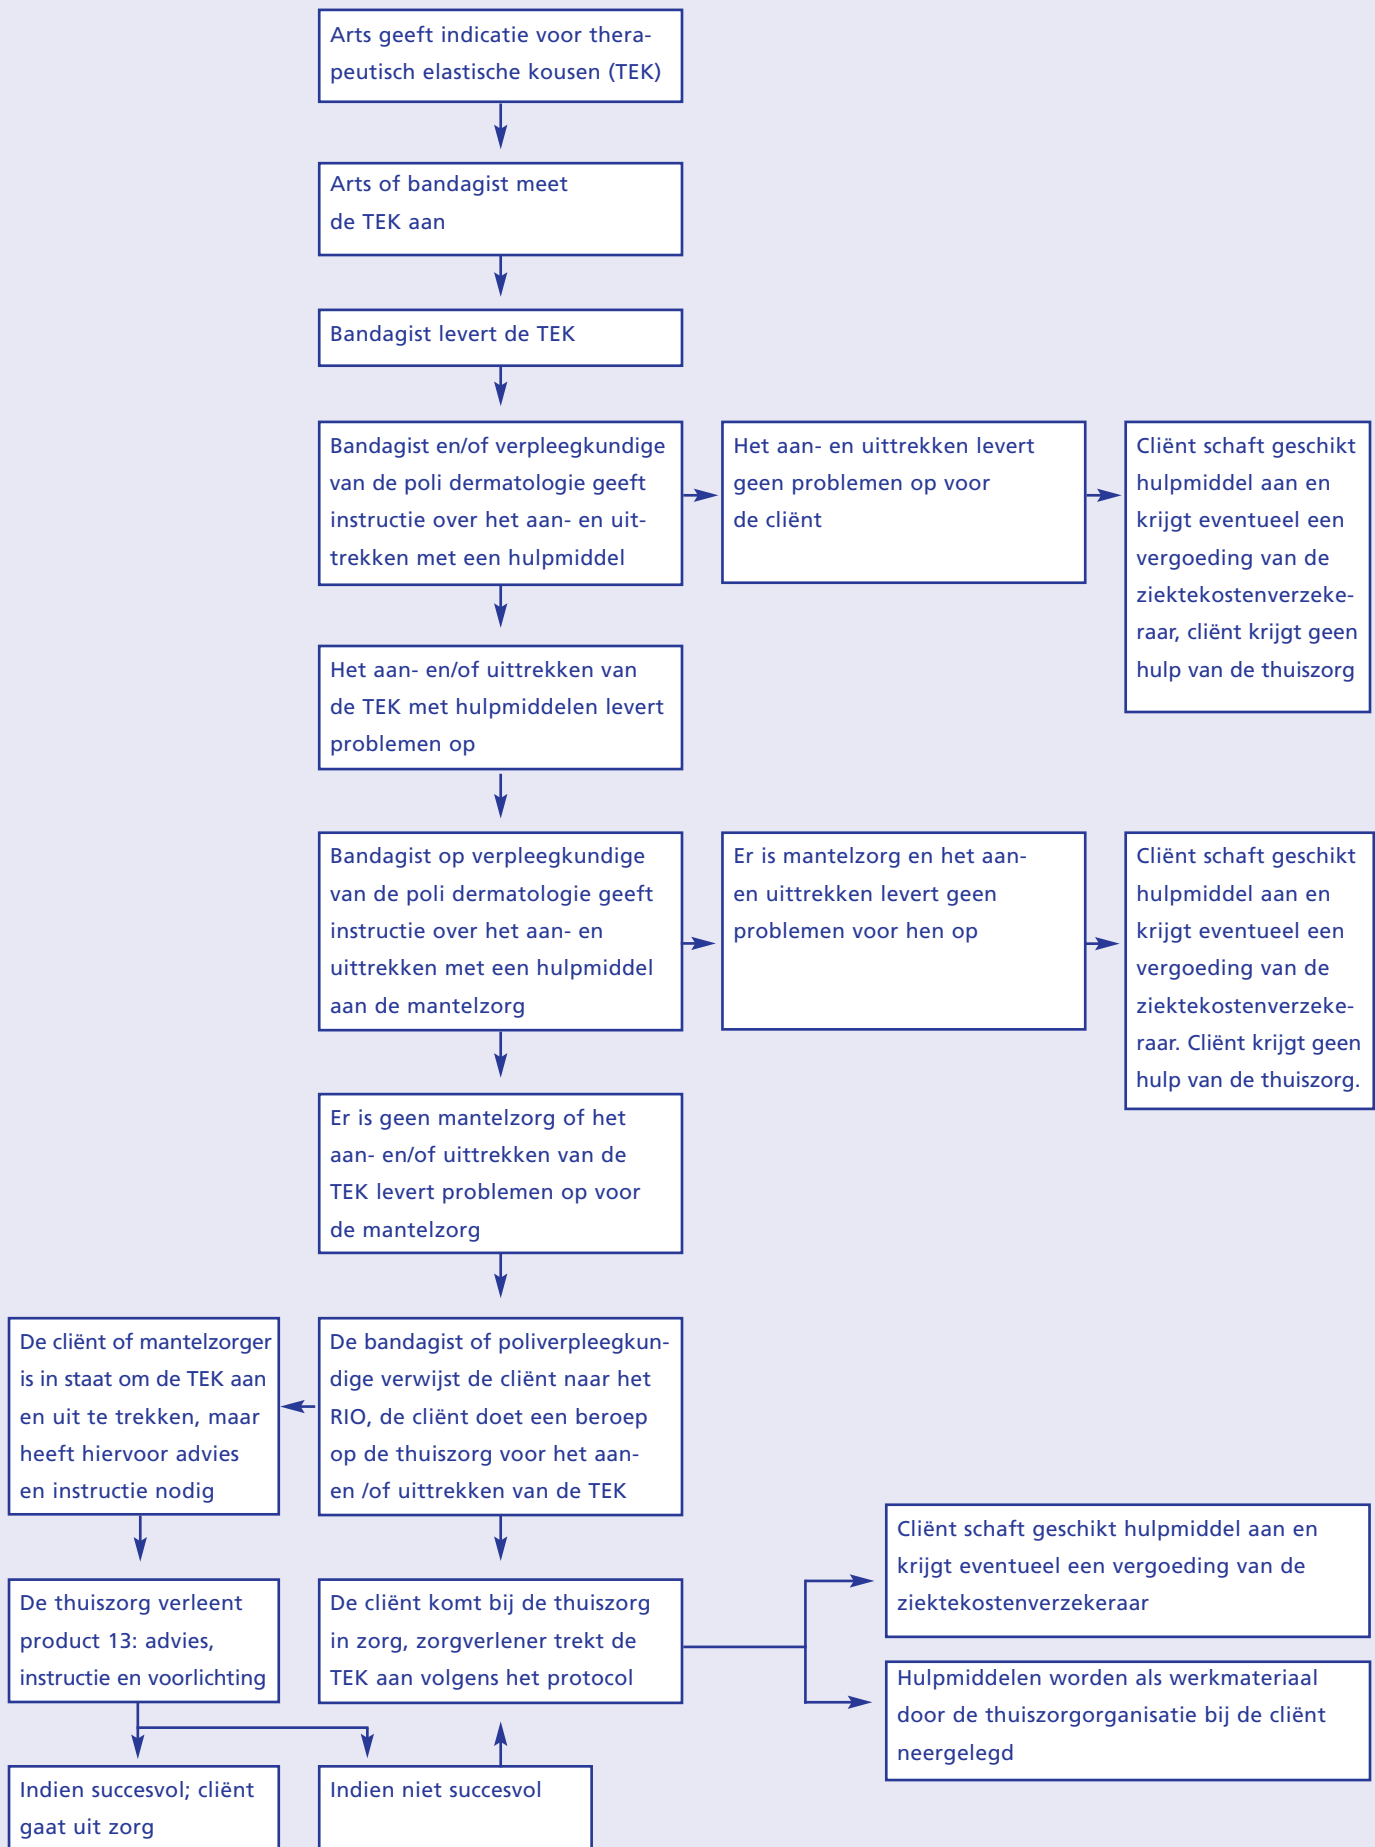 Arts geeft indicatie voor thera-
peutisch elastische kousen (TEK)
Arts of bandagist meet
de TEK aan
Bandagist levert de TEK
Bandagist en/of verpleegkundige
van de poli dermatologie geeft
instructie over het aan- en uit-
trekken met een hulpmiddel
Het aan- en uittrekken levert
geen problemen op voor
de cliënt
Cliënt schaft geschikt
hulpmiddel aan en
krijgt eventueel een
vergoeding van de
ziektekostenverzeke-
raar, cliënt krijgt geen
hulp van de thuiszorg
Het aan- en/of uittrekken van
de TEK met hulpmiddelen levert
problemen op
Bandagist op verpleegkundige
van de poli dermatologie geeft
instructie over het aan- en
uittrekken met een hulpmiddel
aan de mantelzorg
Er is mantelzorg en het aan-
en uittrekken levert geen
problemen voor hen op
Cliënt schaft geschikt
hulpmiddel aan en
krijgt eventueel een
vergoeding van de
ziektekostenverzeke-
raar. Cliënt krijgt geen
hulp van de thuiszorg.
Er is geen mantelzorg of het
aan- en/of uittrekken van de
TEK levert problemen op voor
de mantelzorg
De cliënt of mantelzorger
is in staat om de TEK aan
en uit te trekken, maar
heeft hiervoor advies
en instructie nodig
De bandagist of poliverpleegkun-
dige verwijst de cliënt naar het
RIO, de cliënt doet een beroep
op de thuiszorg voor het aan-
en /of uittrekken van de TEK
De thuiszorg verleent
product 13: advies,
instructie en voorlichting
De cliënt komt bij de thuiszorg
in zorg, zorgverlener trekt de
TEK aan volgens het protocol
Cliënt schaft geschikt hulpmiddel aan en
krijgt eventueel een vergoeding van de
ziektekostenverzekeraar
Hulpmiddelen worden als werkmateriaal
door de thuiszorgorganisatie bij de cliënt
neergelegd
Indien succesvol; cliënt
gaat uit zorg
Indien niet succesvol